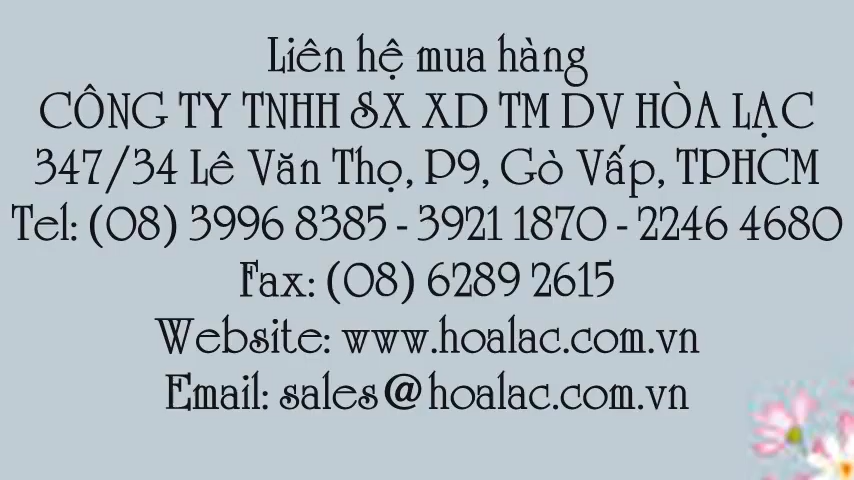 Liên hệ mua hàng
CÔNG TY TNHH SX XD TM DV HÒA LẠC
347/34 Lê Văn Thọ, P9, Gò Vấp, TPHCM
Tel: (08) 3996 8385 - 3921 1870 - 2246 4680
Fax: (08) 6289 2615
Website: www.hoalac.com.vn
Email: sales@hoalac.com.vn